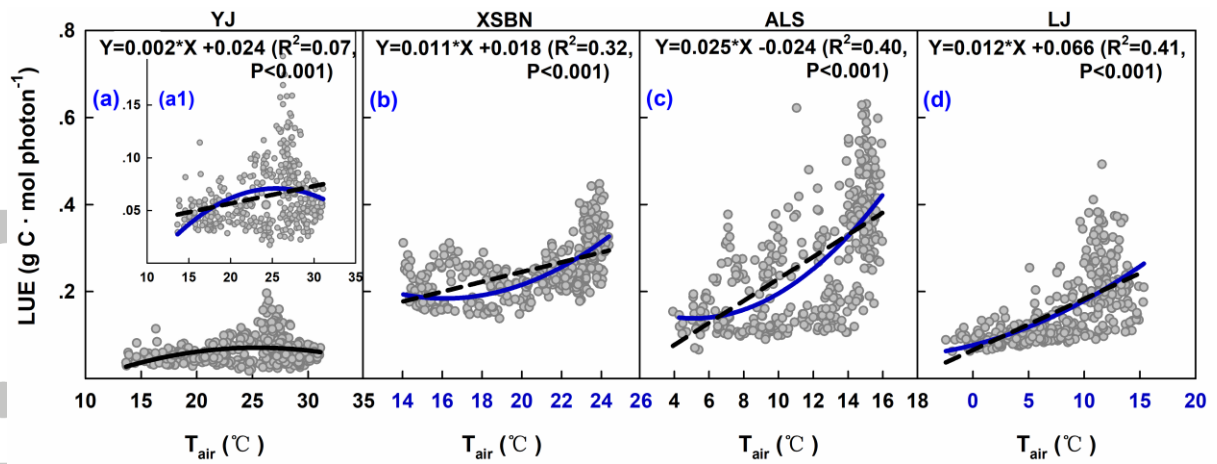 YJ XSBN ALS LJ
Y=0.002*X +0.024 (R²=0.07, P<0.001)
Y=0.011*X +0.018 (R²=0.32, P<0.001)
Y=0.025*X -0.024 (R²=0.40, P<0.001)
Y=0.012*X +0.066 (R²=0.41, P<0.001)
(a) (a1) (b) (c) (d)
LUE (g C · mol photon⁻¹)
.8
.6
.4
.2
.15
.10
.05
10 15 20 25 30 35
10 15 20 25 30 35
14 16 18 20 22 24 26
4 6 8 10 12 14 16 18
0 5 10 15 20
Tair (℃) Tair (℃) Tair (℃) Tair (℃)